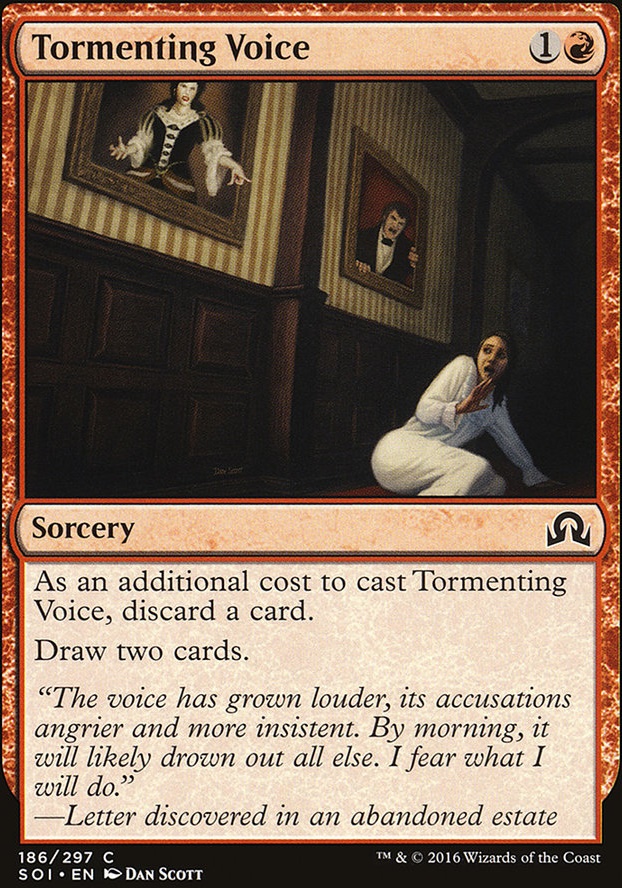 Tormenting Voice
1
DAN SCOTT
Sorcery
As an additional cost to cast Tormenting
Voice, discard a card.
Draw two cards.
“The voice has grown louder, its accusations
angrier and more insistent. By morning, it
will likely drown out all else. I fear what I
will do.”
—Letter discovered in an abandoned estate
186/297 C
SOI • EN DAN SCOTT
™ & © 2016 Wizards of the Coast